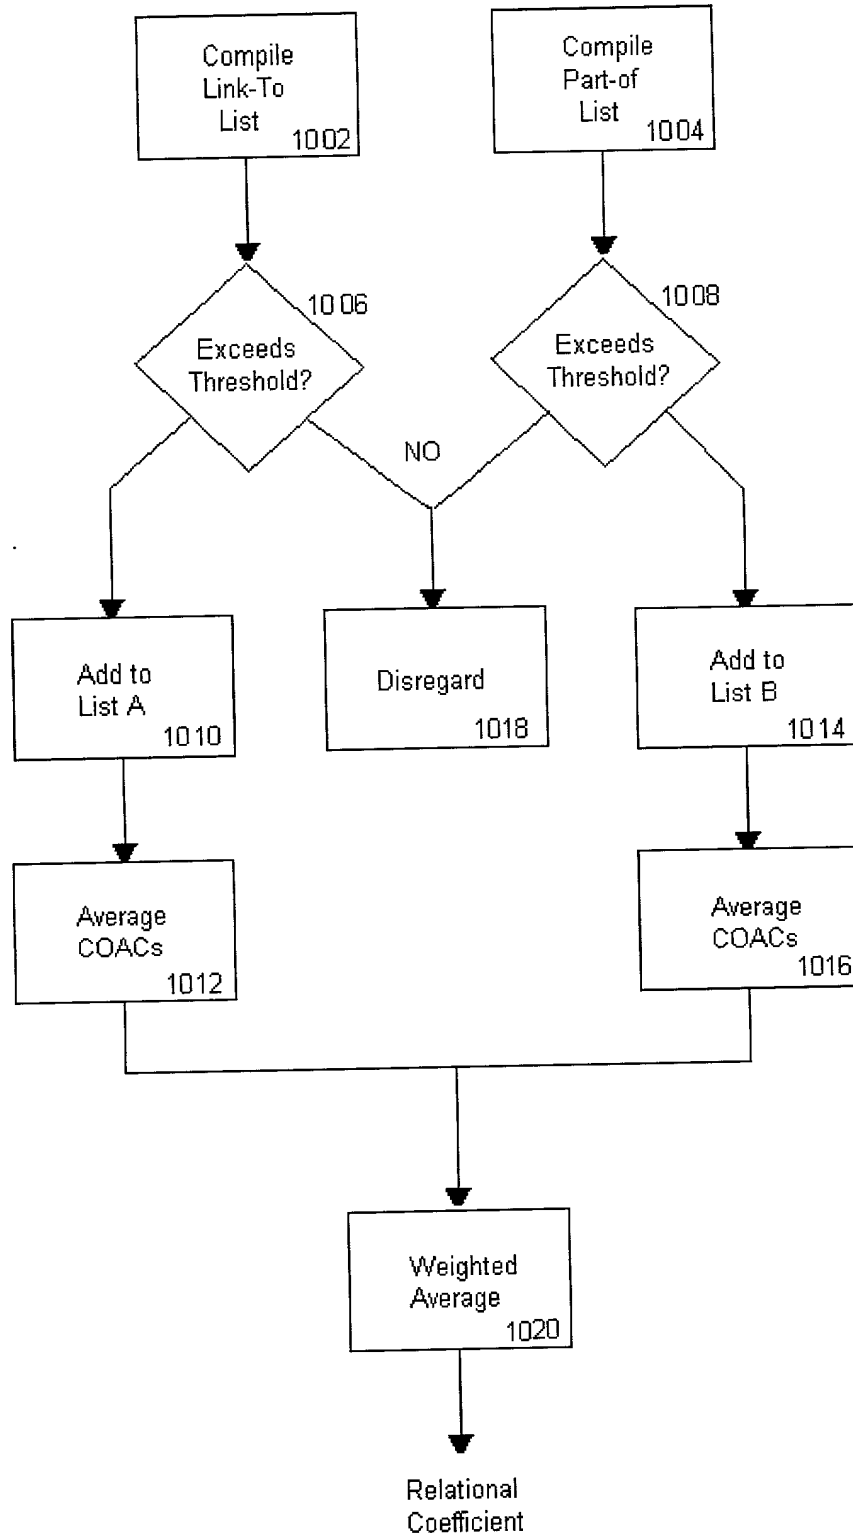 Compile
Link-To
List
1002
Compile
Part-of
List
1004
1006
Exceeds
Threshold?
1008
Exceeds
Threshold?
NO
Add to
List A
1010
Disregard
1018
Add to
List B
1014
Average
COACs
1012
Average
COACs
1016
Weighted
Average
1020
Relational
Coefficient